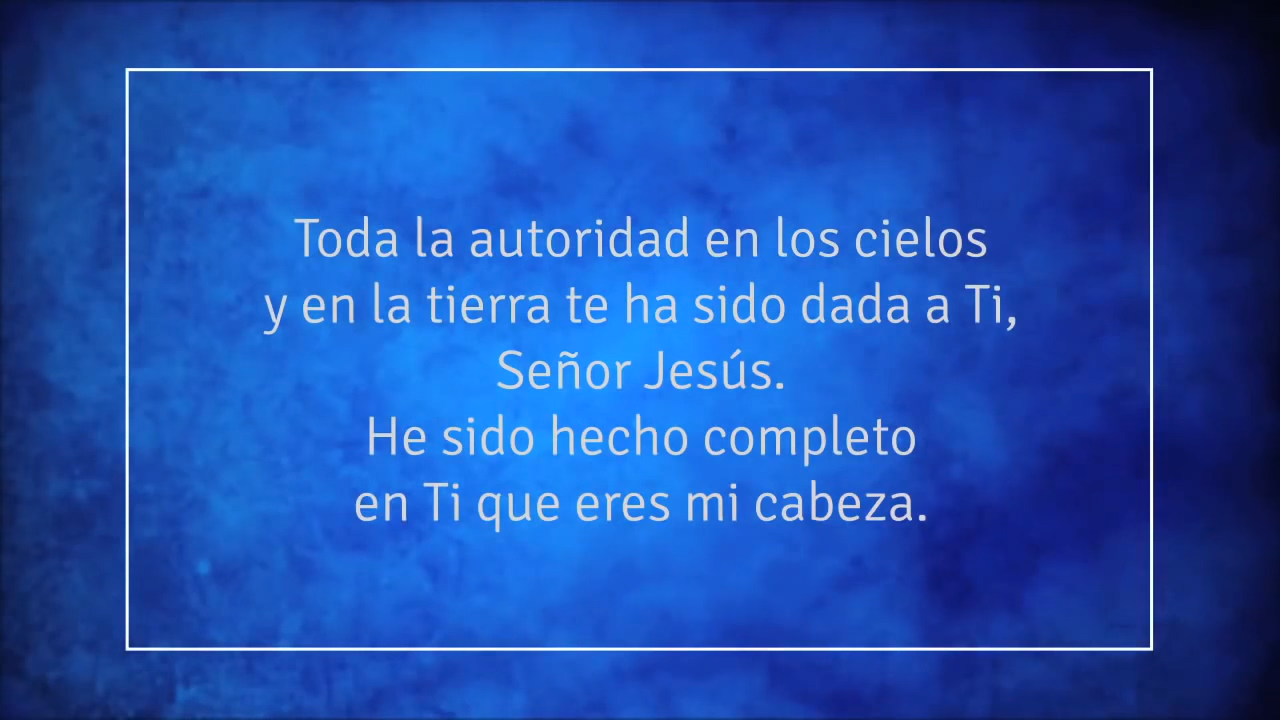 Toda la autoridad en los cielos
y en la tierra te ha sido dada a Ti,
Señor Jesús.
He sido hecho completo
en Ti que eres mi cabeza.